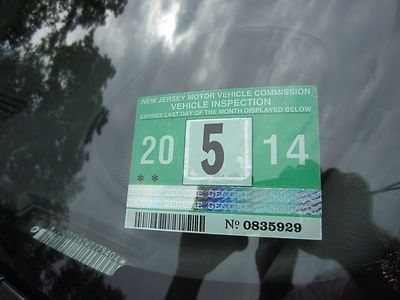 NEW JERSEY MOTOR VEHICLE COMMISSION
VEHICLE INSPECTION
EXPIRES LAST DAY OF THE MONTH DISPLAYED BELOW
20 5 14
* *
Nº 0835929